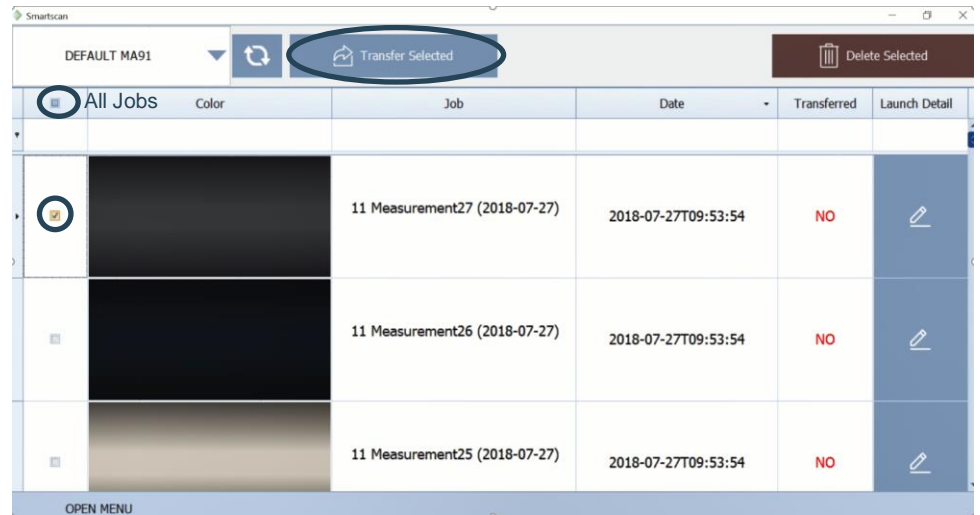 Smartscan
DEFAULT MA91 Transfer Selected Delete Selected
All Jobs Color Job Date Transferred Launch Detail
11 Measurement27 (2018-07-27) 2018-07-27T09:53:54 NO
11 Measurement26 (2018-07-27) 2018-07-27T09:53:54 NO
11 Measurement25 (2018-07-27) 2018-07-27T09:53:54 NO
OPEN MENU